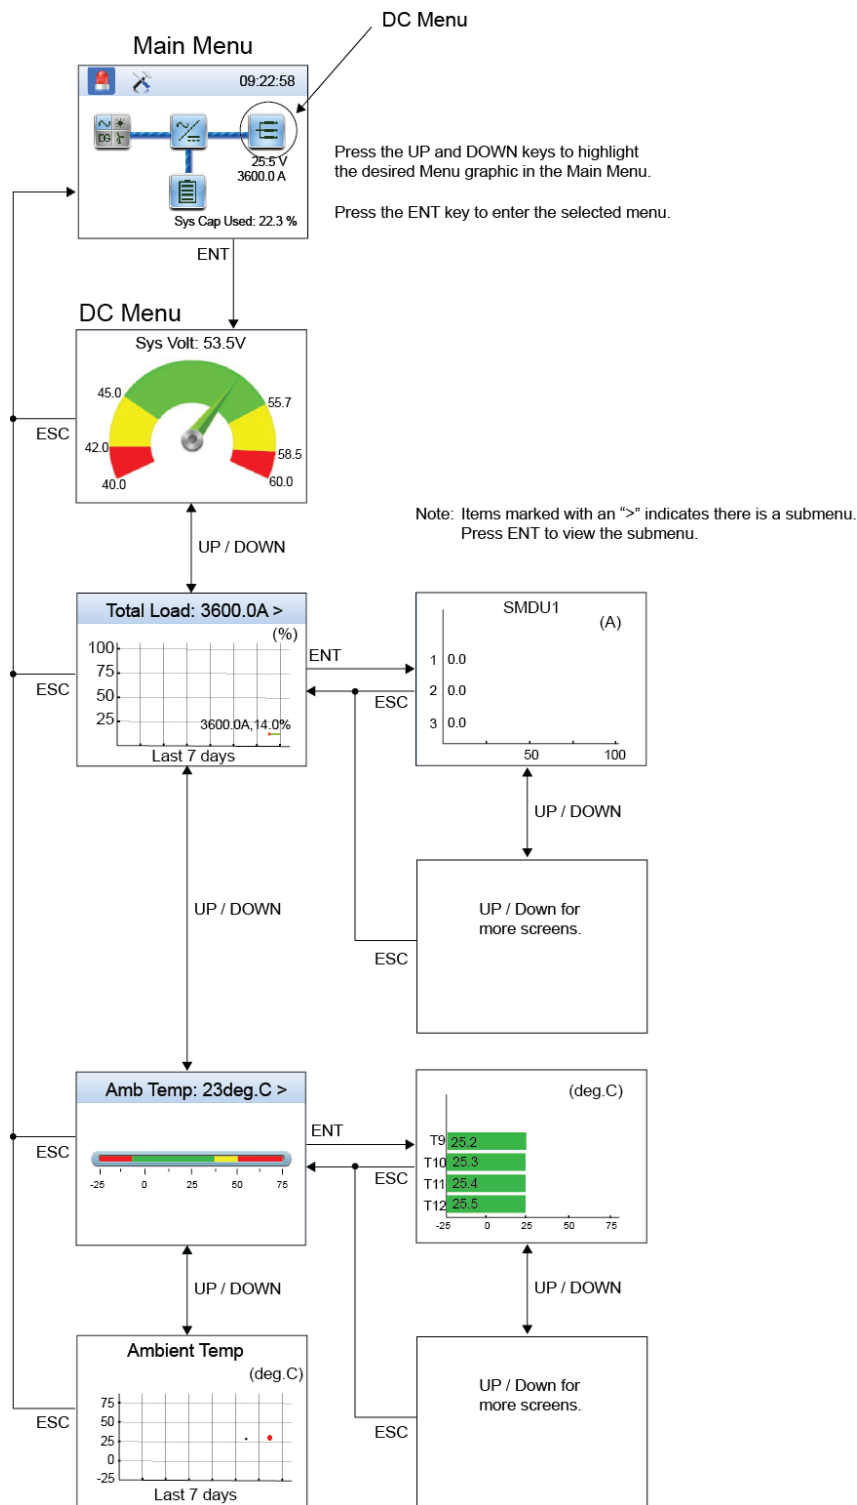 DC Menu
Main Menu
09:22:58
DG
25.5 V
3600.0 A
Sys Cap Used: 22.3 %
Press the UP and DOWN keys to highlight
the desired Menu graphic in the Main Menu.
Press the ENT key to enter the selected menu.
ENT
DC Menu
Sys Volt: 53.5V
45.0
55.7
42.0
58.5
40.0
60.0
ESC
Note: Items marked with an “>” indicates there is a submenu.
Press ENT to view the submenu.
UP / DOWN
Total Load: 3600.0A >
(%)
100
75
50
25
3600.0A,14.0%
Last 7 days
ESC
ENT
ESC
SMDU1
(A)
1 0.0
2 0.0
3 0.0
50 100
UP / DOWN
UP / DOWN
UP / Down for
more screens.
ESC
Amb Temp: 23deg.C >
-25 0 25 50 75
ESC
ENT
ESC
(deg.C)
T9 25.2
T10 25.3
T11 25.4
T12 25.5
-25 0 25 50 75
UP / DOWN
UP / DOWN
Ambient Temp
(deg.C)
75
50
25
0
-25
Last 7 days
ESC
UP / Down for
more screens.
ESC